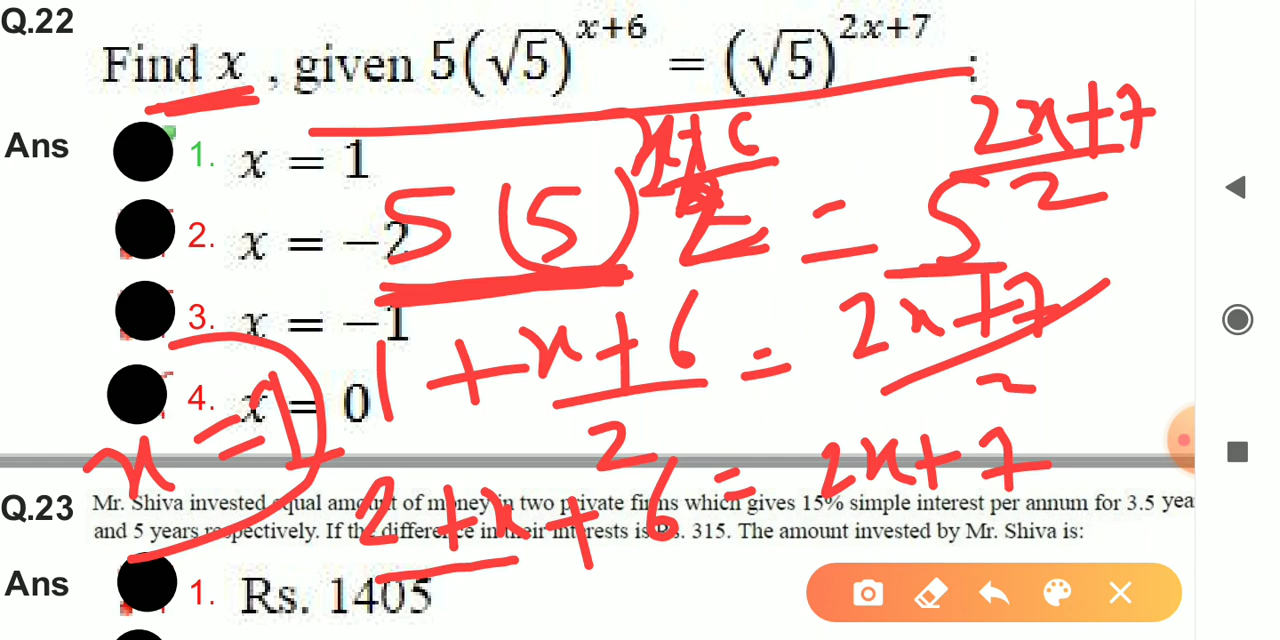 Q.22
Find x , given 5(√5)^{x+6} = (√5)^{2x+7} :
Ans
1. x = 1
2. x = −2
3. x = −1
4. x = 0
5 (5)^{\frac{x+6}{2}} = 5^{\frac{2x+7}{2}}
1 + \frac{x+6}{2} = \frac{2x+7}{2}
2 + x + 6 = 2x+7
x = 1
Q.23
Mr. Shiva invested equal amount of money in two private firms which gives 15% simple interest per annum for 3.5 yea
and 5 years respectively. If the difference in their interests is Rs. 315. The amount invested by Mr. Shiva is:
Ans
1. Rs. 1405